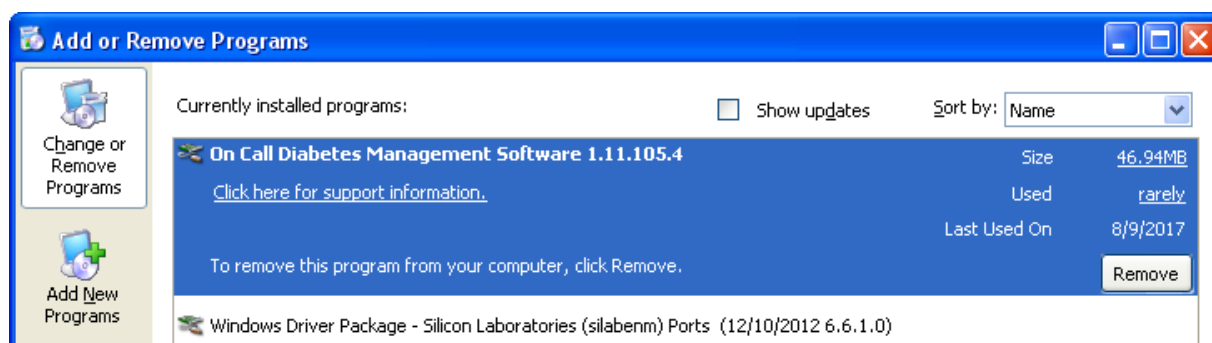 Add or Remove Programs
Change or
Remove
Programs
Currently installed programs:
Show updates
Sort by: Name
On Call Diabetes Management Software 1.11.105.4
Size 46.94MB
Click here for support information.
Used rarely
Last Used On 8/9/2017
To remove this program from your computer, click Remove.
Remove
Add New
Programs
Windows Driver Package - Silicon Laboratories (silabenm) Ports (12/10/2012 6.6.1.0)